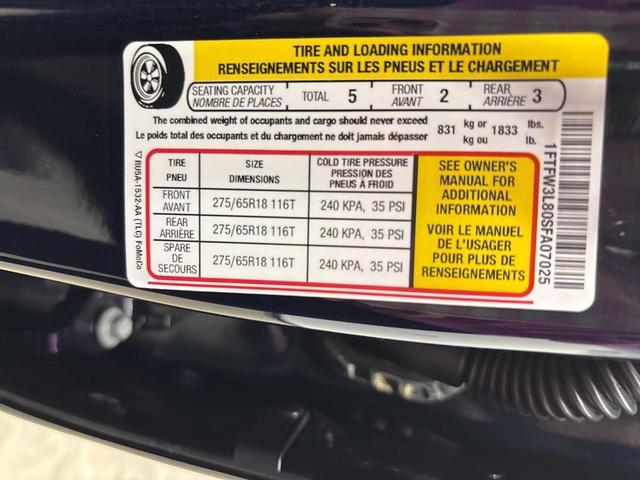 TIRE AND LOADING INFORMATION
RENSEIGNEMENTS SUR LES PNEUS ET LE CHARGEMENT
SEATING CAPACITY
NOMBRE DE PLACES
TOTAL 5
FRONT
AVANT 2
REAR
ARRIÈRE 3
The combined weight of occupants and cargo should never exceed
Le poids total des occupants et du chargement ne doit jamais dépasser
831 kg or 1833 lbs.
kg ou lb.
TIRE
PNEU
SIZE
DIMENSIONS
COLD TIRE PRESSURE
PRESSION DES
PNEUS À FROID
FRONT
AVANT
275/65R18 116T
240 KPA, 35 PSI
REAR
ARRIÈRE
275/65R18 116T
240 KPA, 35 PSI
SPARE
DE
SECOURS
275/65R18 116T
240 KPA, 35 PSI
SEE OWNER'S
MANUAL FOR
ADDITIONAL
INFORMATION
VOIR LE MANUEL
DE L'USAGER
POUR PLUS DE
RENSEIGNEMENTS
▽ RU5A-1532-AA (TLC) FoMoCo
1FTFW3L80SFA07025